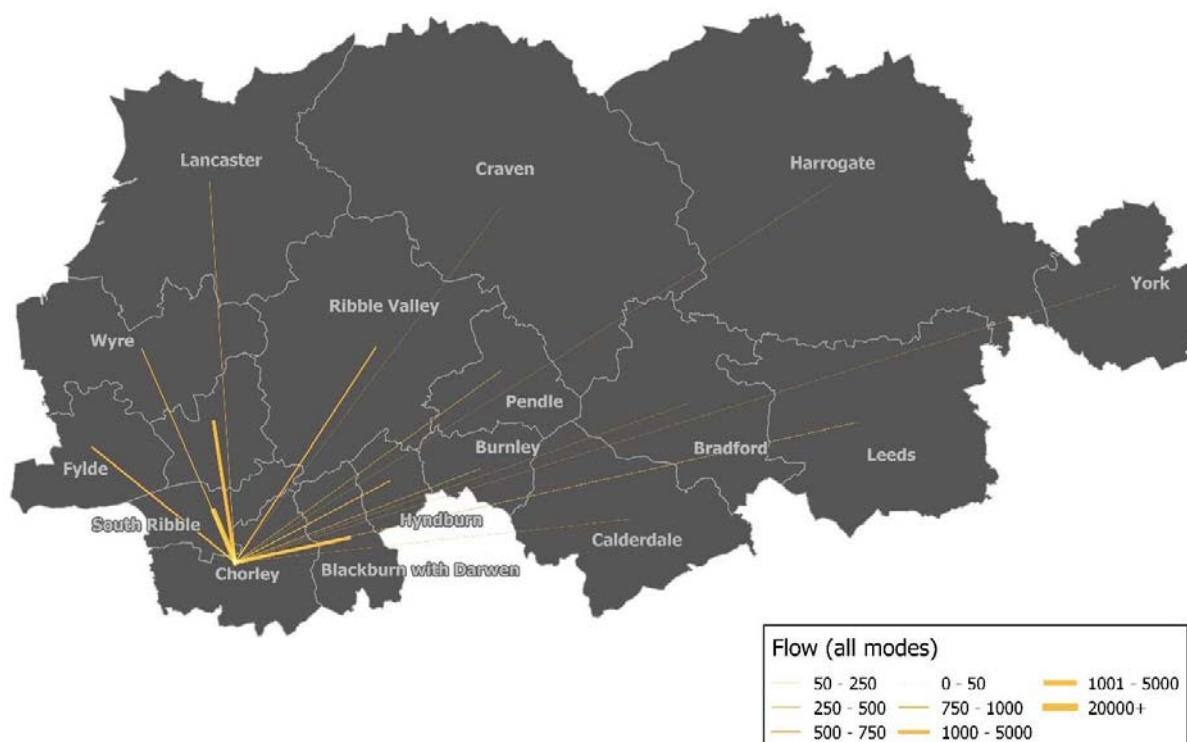 Lancaster
Craven
Harrogate
York
Ribble Valley
Wyre
Pendle
Burnley
Bradford
Leeds
Fylde
South Ribble
Hyndburn
Calderdale
Chorley
Blackburn with Darwen
Flow (all modes)
50 - 250
0 - 50
1001 - 5000
250 - 500
750 - 1000
20000+
500 - 750
1000 - 5000